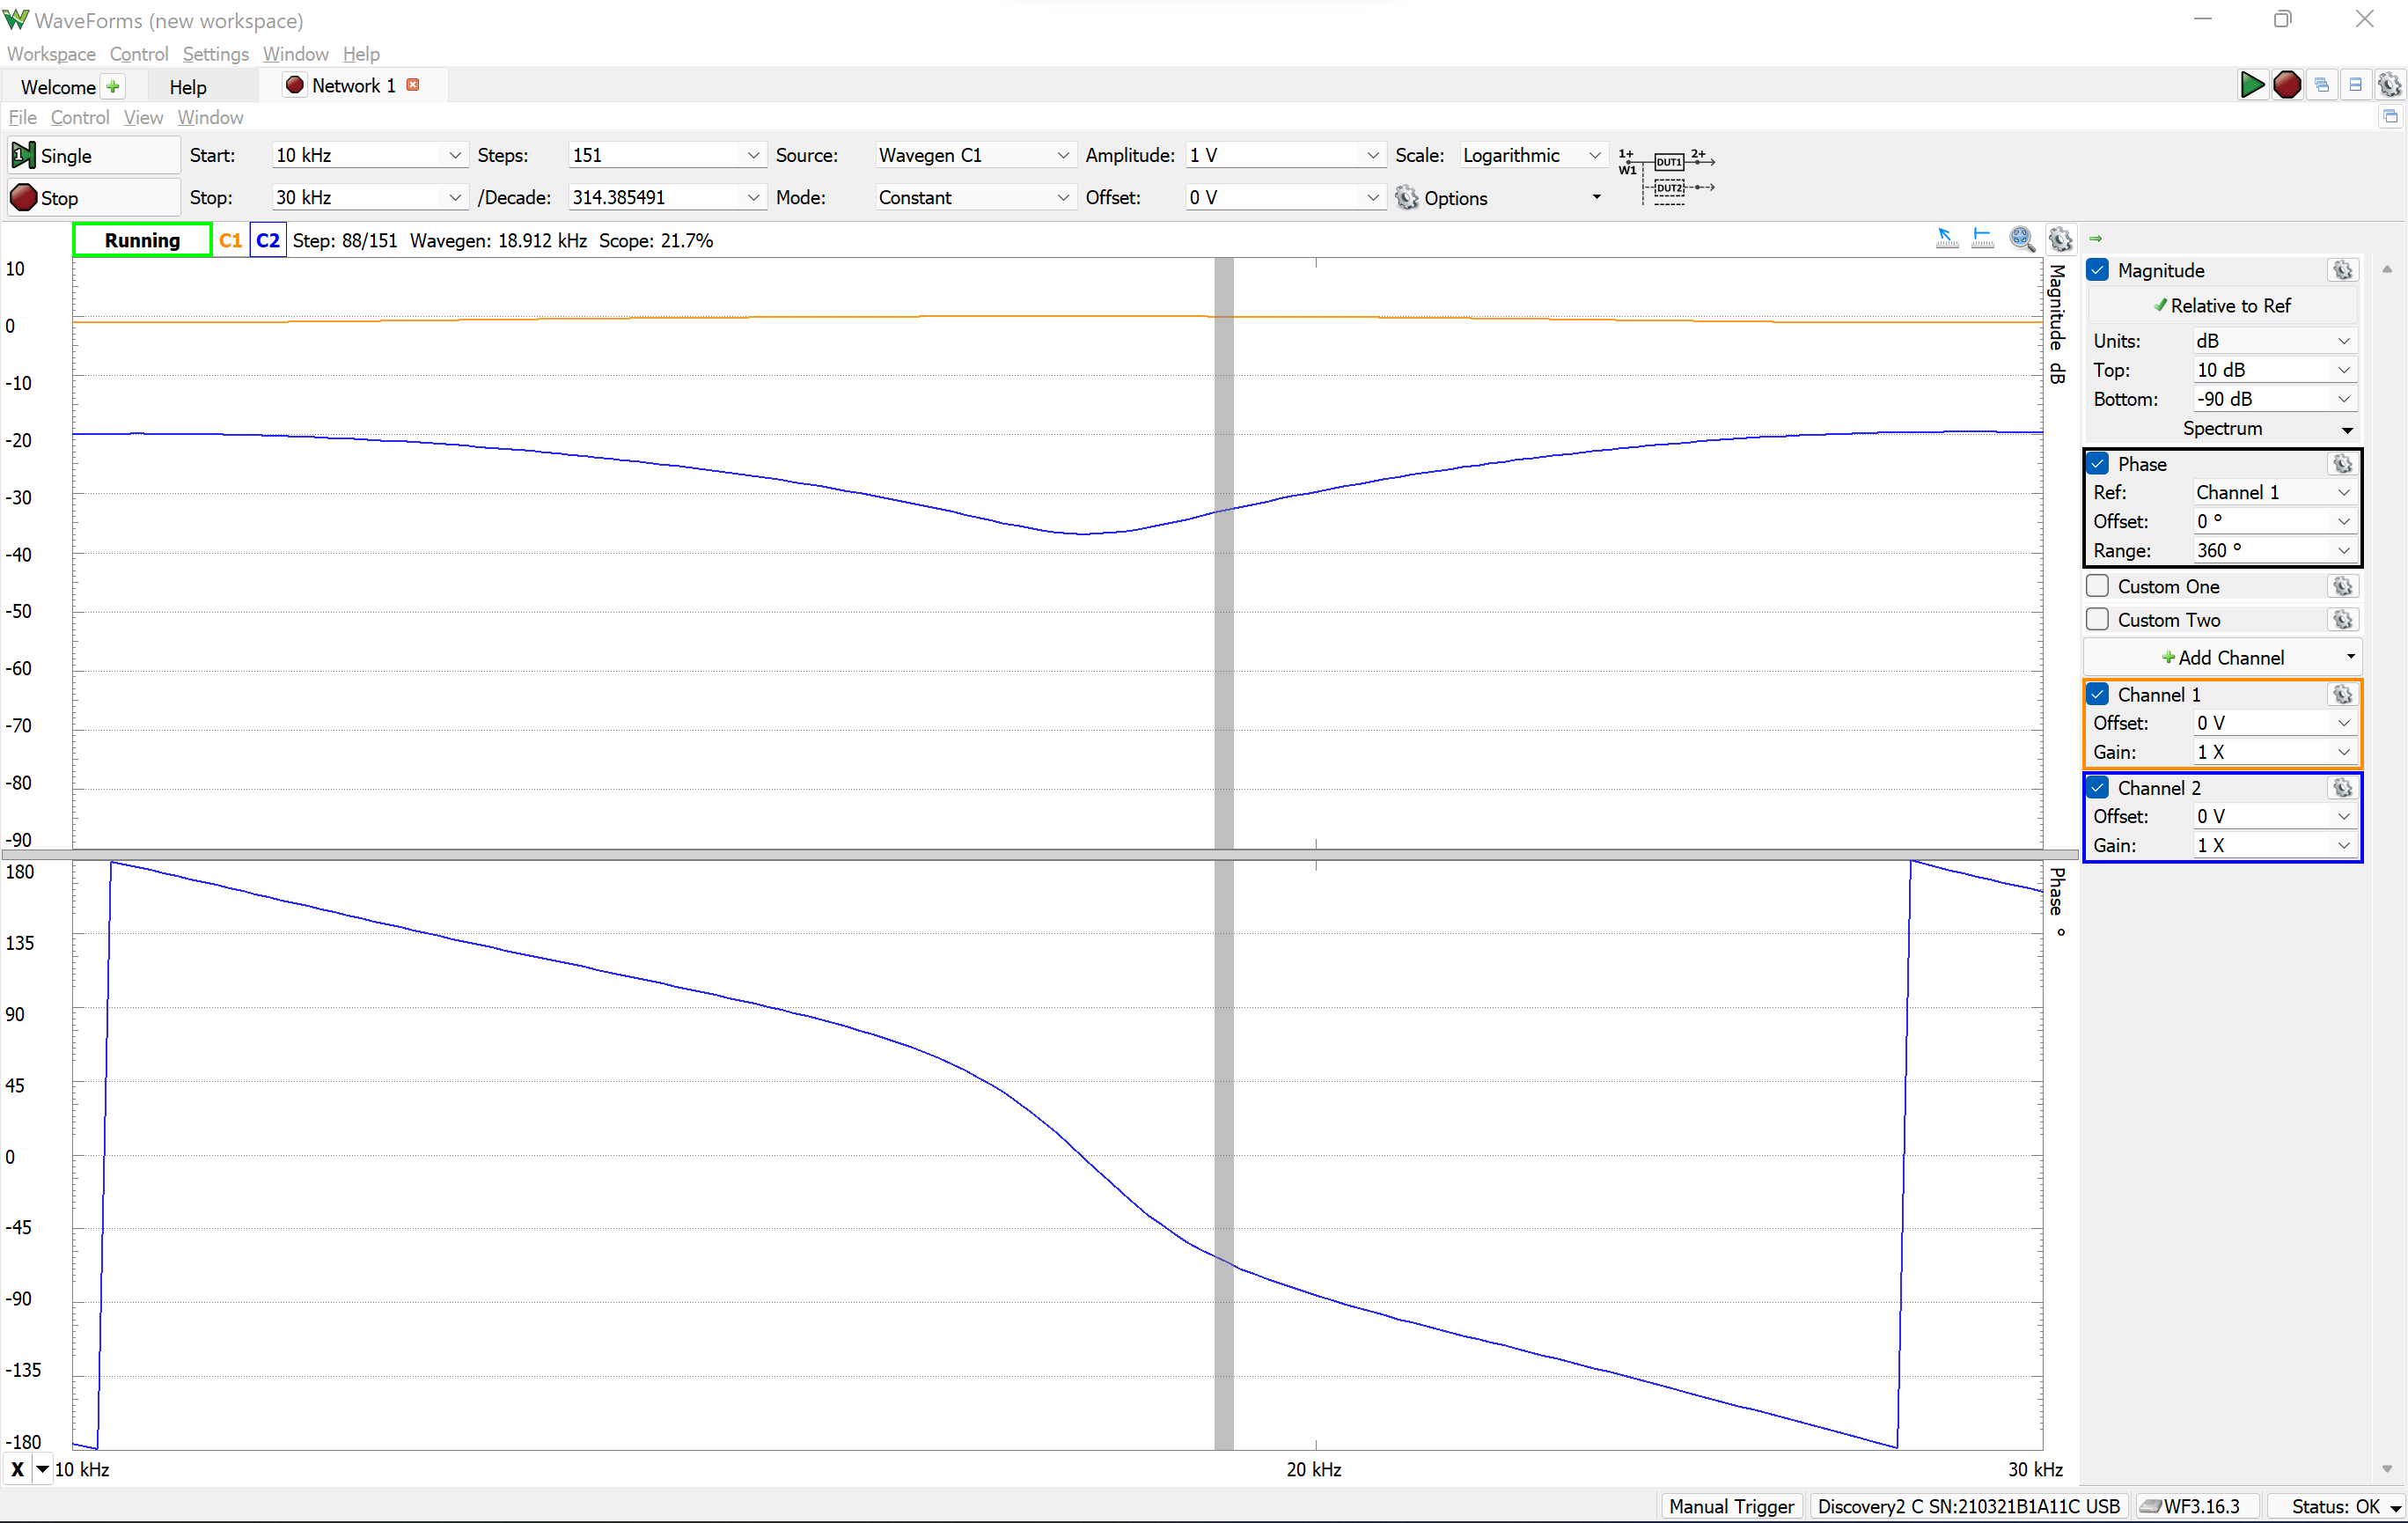 WaveForms (new workspace)
Workspace Control Settings Window Help
Welcome Help Network 1
File Control View Window
Single Start: 10 kHz Steps: 151 Source: Wavegen C1 Amplitude: 1 V Scale: Logarithmic
Stop Stop: 30 kHz /Decade: 314.385491 Mode: Constant Offset: 0 V Options
1+ W1 DUT1 2+ DUT2
Running C1 C2 Step: 88/151 Wavegen: 18.912 kHz Scope: 21.7%
10
0
-10
-20
-30
-40
-50
-60
-70
-80
-90
Magnitude dB
180
135
90
45
0
-45
-90
-135
-180
Phase °
X 10 kHz 20 kHz 30 kHz
Magnitude
Relative to Ref
Units: dB
Top: 10 dB
Bottom: -90 dB
Spectrum
Phase
Ref: Channel 1
Offset: 0 °
Range: 360 °
Custom One
Custom Two
Add Channel
Channel 1
Offset: 0 V
Gain: 1 X
Channel 2
Offset: 0 V
Gain: 1 X
Manual Trigger Discovery2 C SN:210321B1A11C USB WF3.16.3 Status: OK